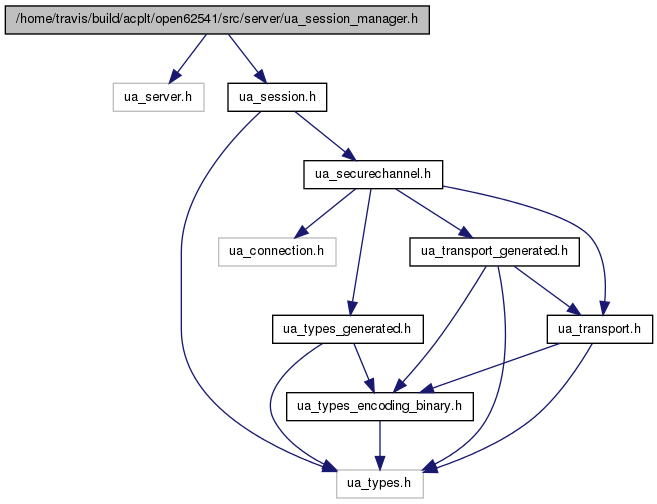 /home/travis/build/acplt/open62541/src/server/ua_session_manager.h
ua_server.h
ua_session.h
ua_securechannel.h
ua_connection.h
ua_transport_generated.h
ua_types_generated.h
ua_transport.h
ua_types_encoding_binary.h
ua_types.h